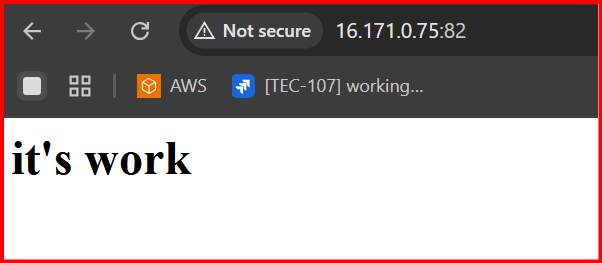 Not secure 16.171.0.75:82
AWS [TEC-107] working...
it's work